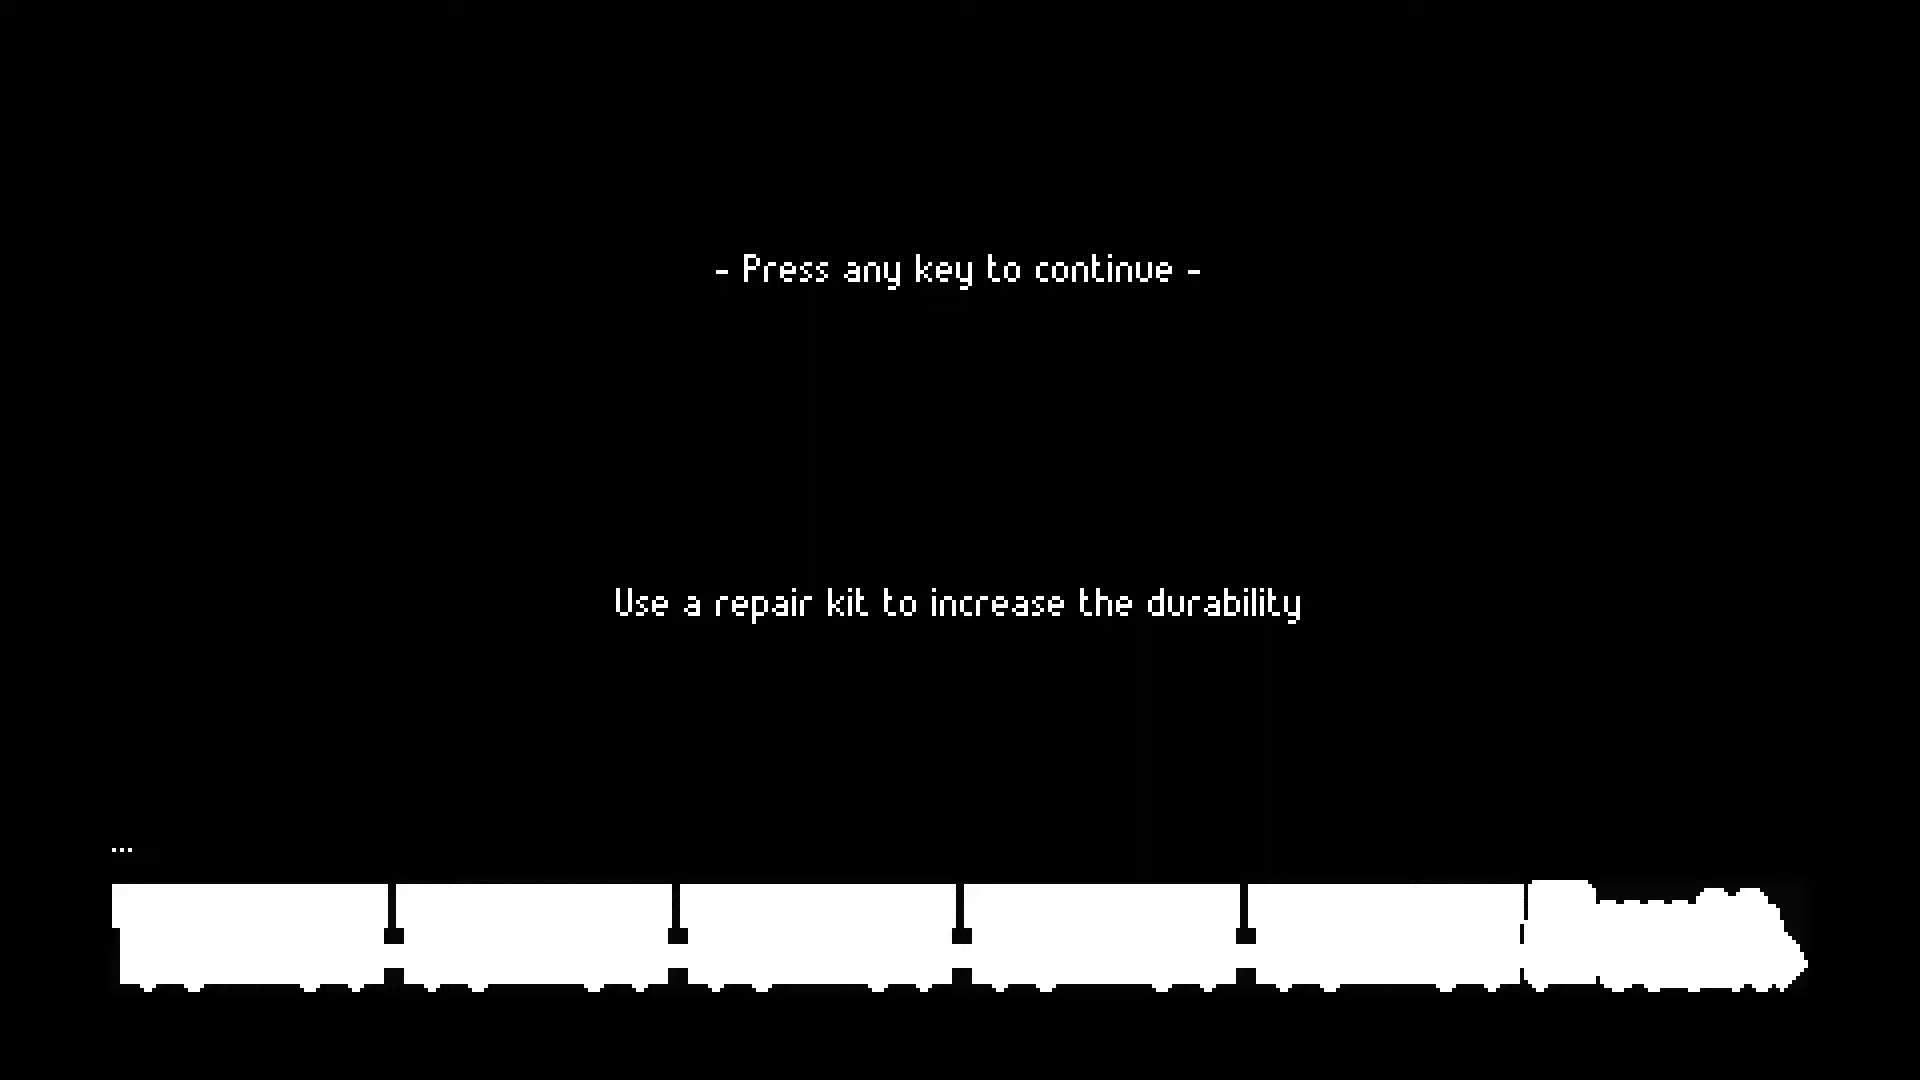 - Press any key to continue -
Use a repair kit to increase the durability
...